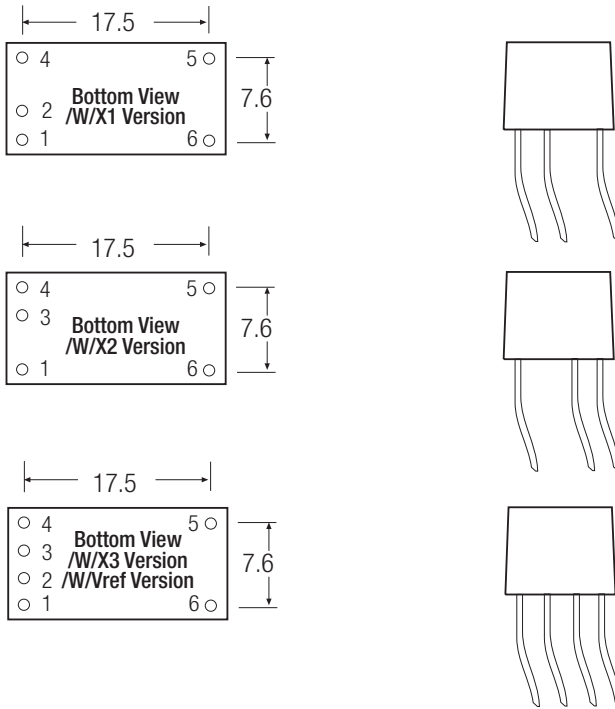 17.5
4 5
Bottom View
7.6
2 /W/X1 Version
1 6
17.5
4 5
3
Bottom View
7.6
/W/X2 Version
1 6
17.5
4 5
Bottom View
3 /W/X3 Version
7.6
2 /W/Vref Version
1 6